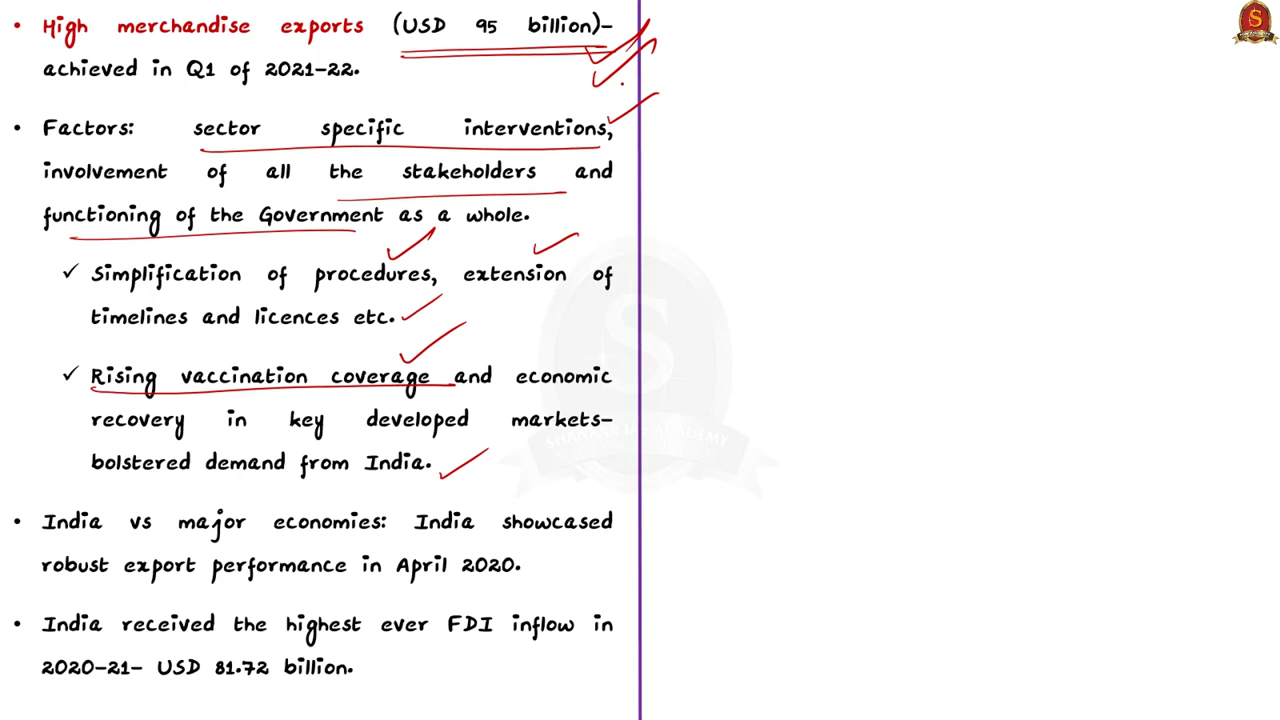 • High merchandise exports (USD 95 billion)-
achieved in Q1 of 2021-22.
• Factors: sector specific interventions,
involvement of all the stakeholders and
functioning of the Government as a whole.
✓ Simplification of procedures, extension of
timelines and licences etc.
✓ Rising vaccination coverage and economic
recovery in key developed markets-
bolstered demand from India.
• India vs major economies: India showcased
robust export performance in April 2020.
• India received the highest ever FDI inflow in
2020-21- USD 81.72 billion.